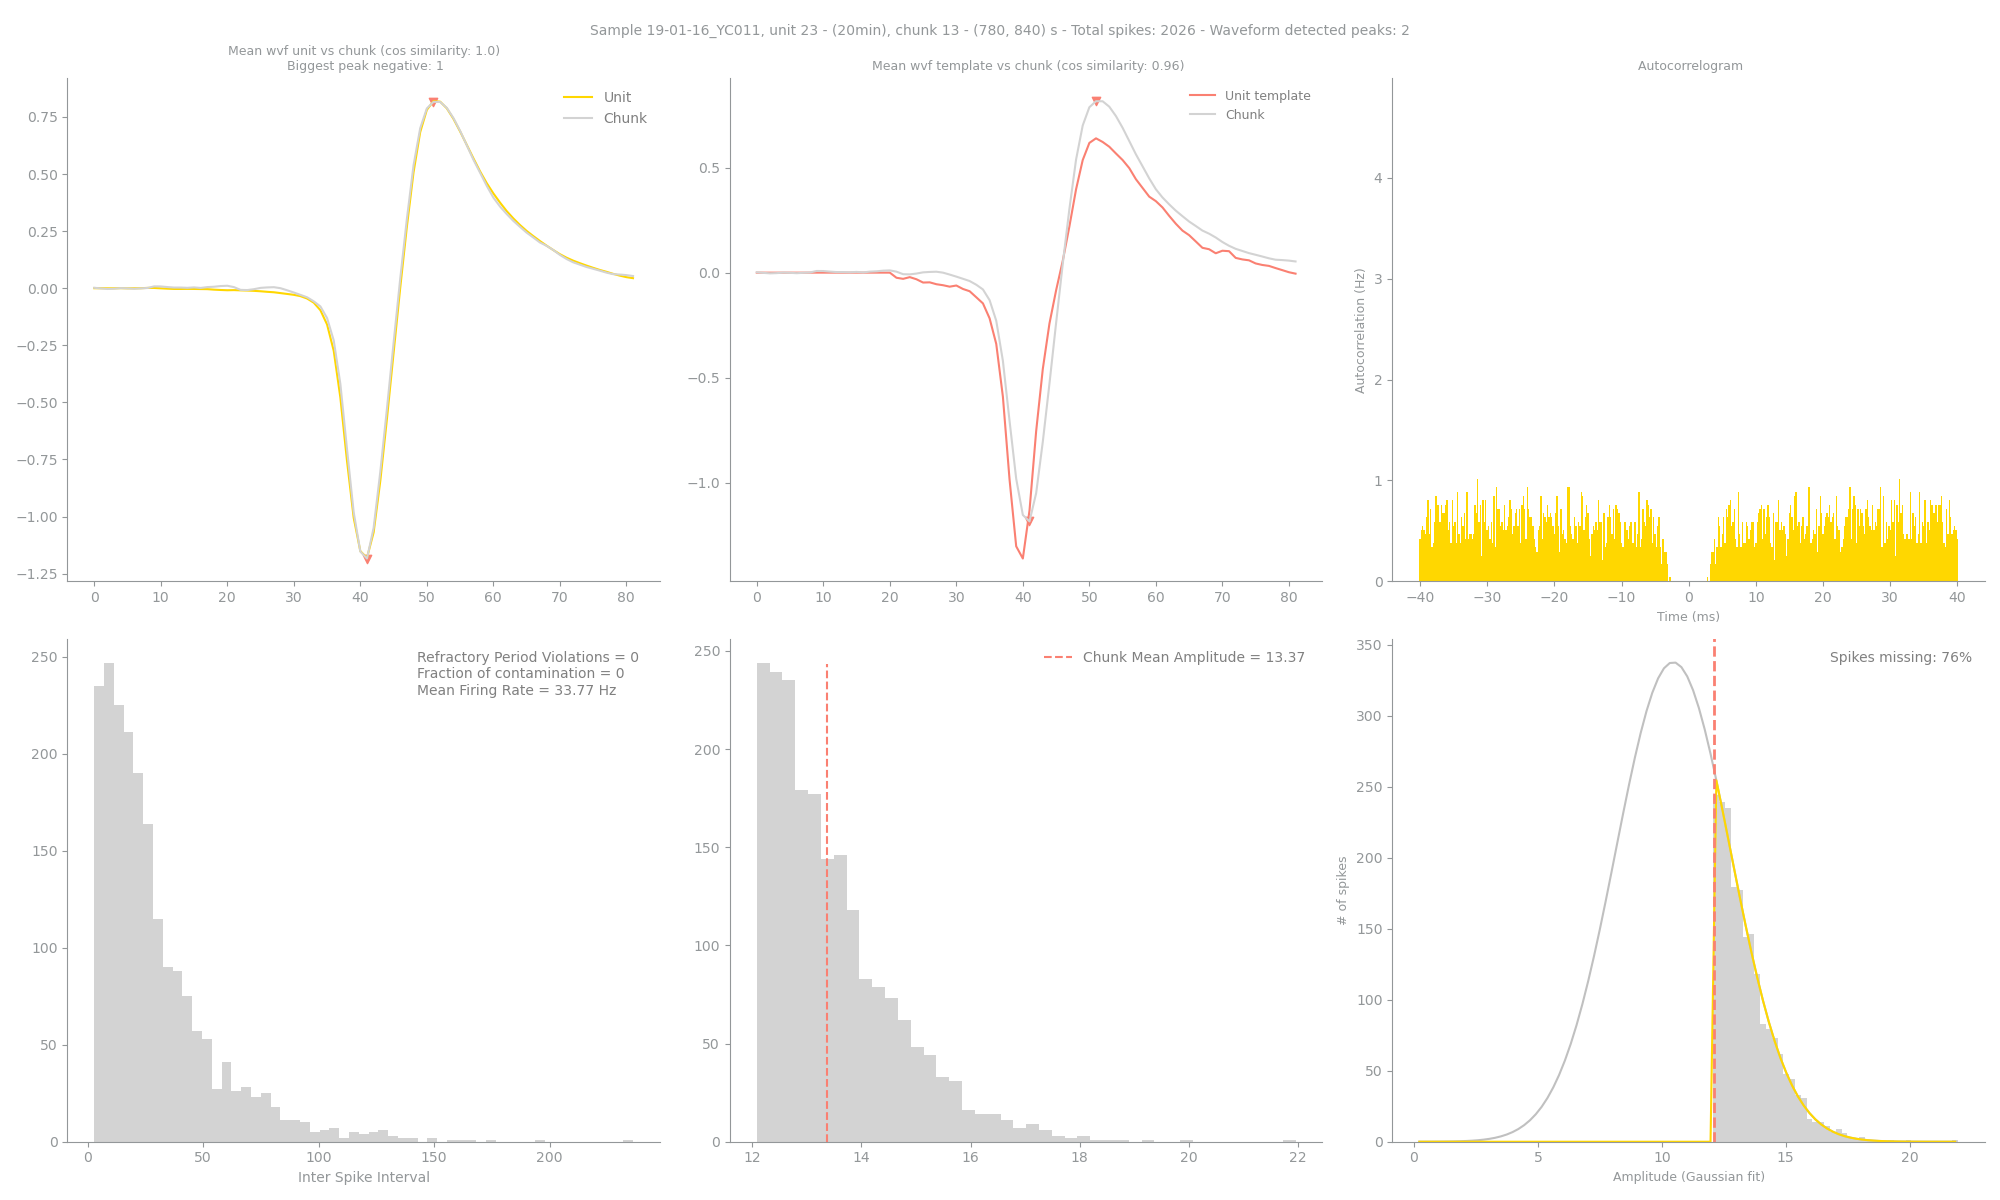 Sample 19-01-16_YC011, unit 23 - (20min), chunk 13 - (780, 840) s - Total spikes: 2026 - Waveform detected peaks: 2
Mean wvf unit vs chunk (cos similarity: 1.0)
Biggest peak negative: 1
Unit
Chunk
0.75
0.50
0.25
0.00
−0.25
−0.50
−0.75
−1.00
−1.25
0 10 20 30 40 50 60 70 80
Mean wvf template vs chunk (cos similarity: 0.96)
Unit template
Chunk
0.5
0.0
−0.5
−1.0
0 10 20 30 40 50 60 70 80
Autocorrelogram
Autocorrelation (Hz)
4
3
2
1
0
−40 −30 −20 −10 0 10 20 30 40
Time (ms)
Refractory Period Violations = 0
Fraction of contamination = 0
Mean Firing Rate = 33.77 Hz
250
200
150
100
50
0
0 50 100 150 200
Inter Spike Interval
Chunk Mean Amplitude = 13.37
250
200
150
100
50
0
12 14 16 18 20 22
Spikes missing: 76%
# of spikes
350
300
250
200
150
100
50
0
0 5 10 15 20
Amplitude (Gaussian fit)